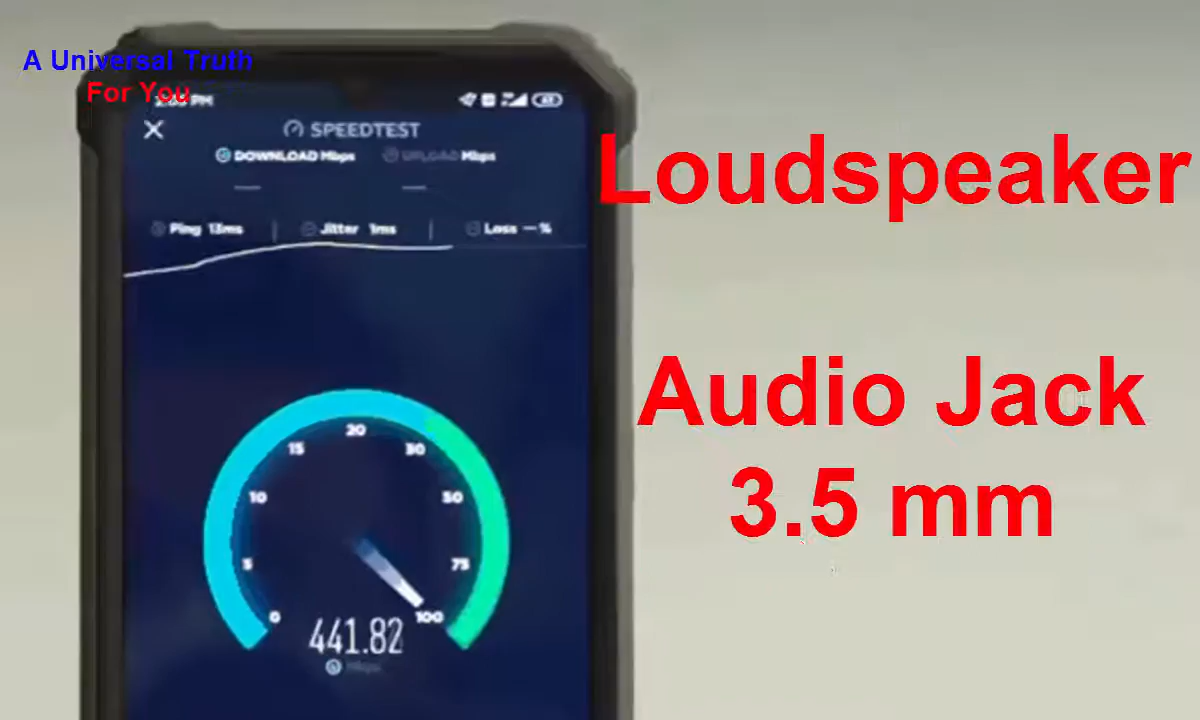 A Universal Truth
For You
PM
SPEEDTEST
DOWNLOAD Mbps
UPLOAD Mbps
Ping 13ms
Jitter 1ms
Loss — %
20
15
30
10
50
5
75
0
100
441.82
Mbps
Loudspeaker
Audio Jack
3.5 mm